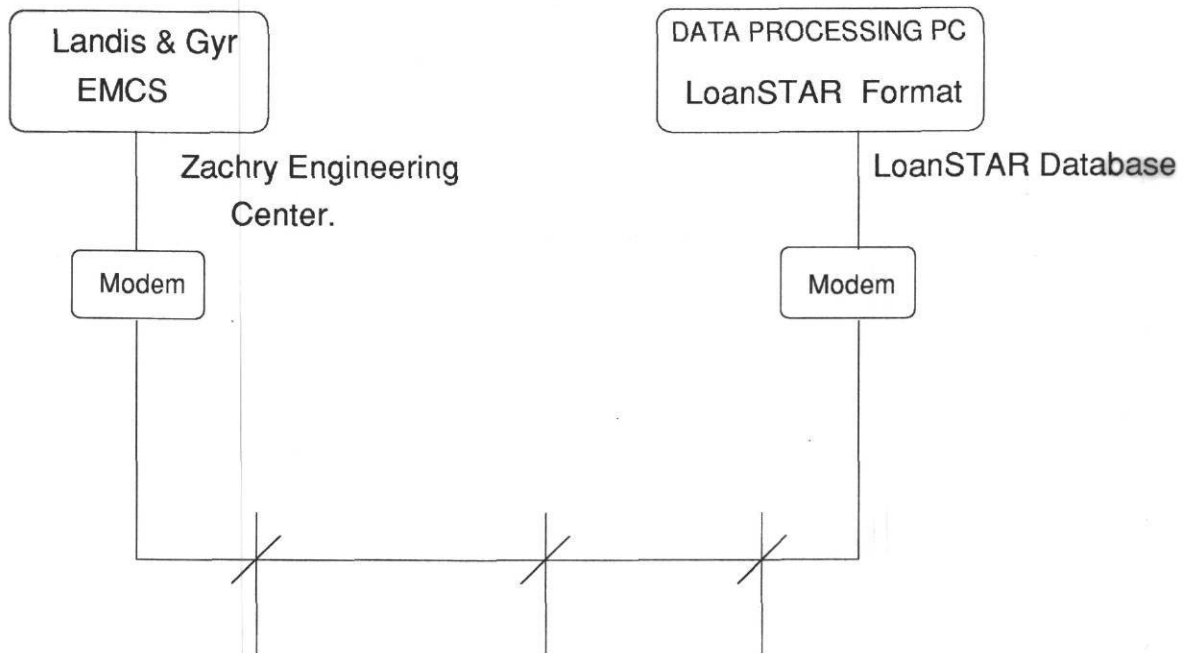 Landis & Gyr
EMCS
DATA PROCESSING PC
LoanSTAR Format
Zachry Engineering
Center.
LoanSTAR Database
Modem
Modem